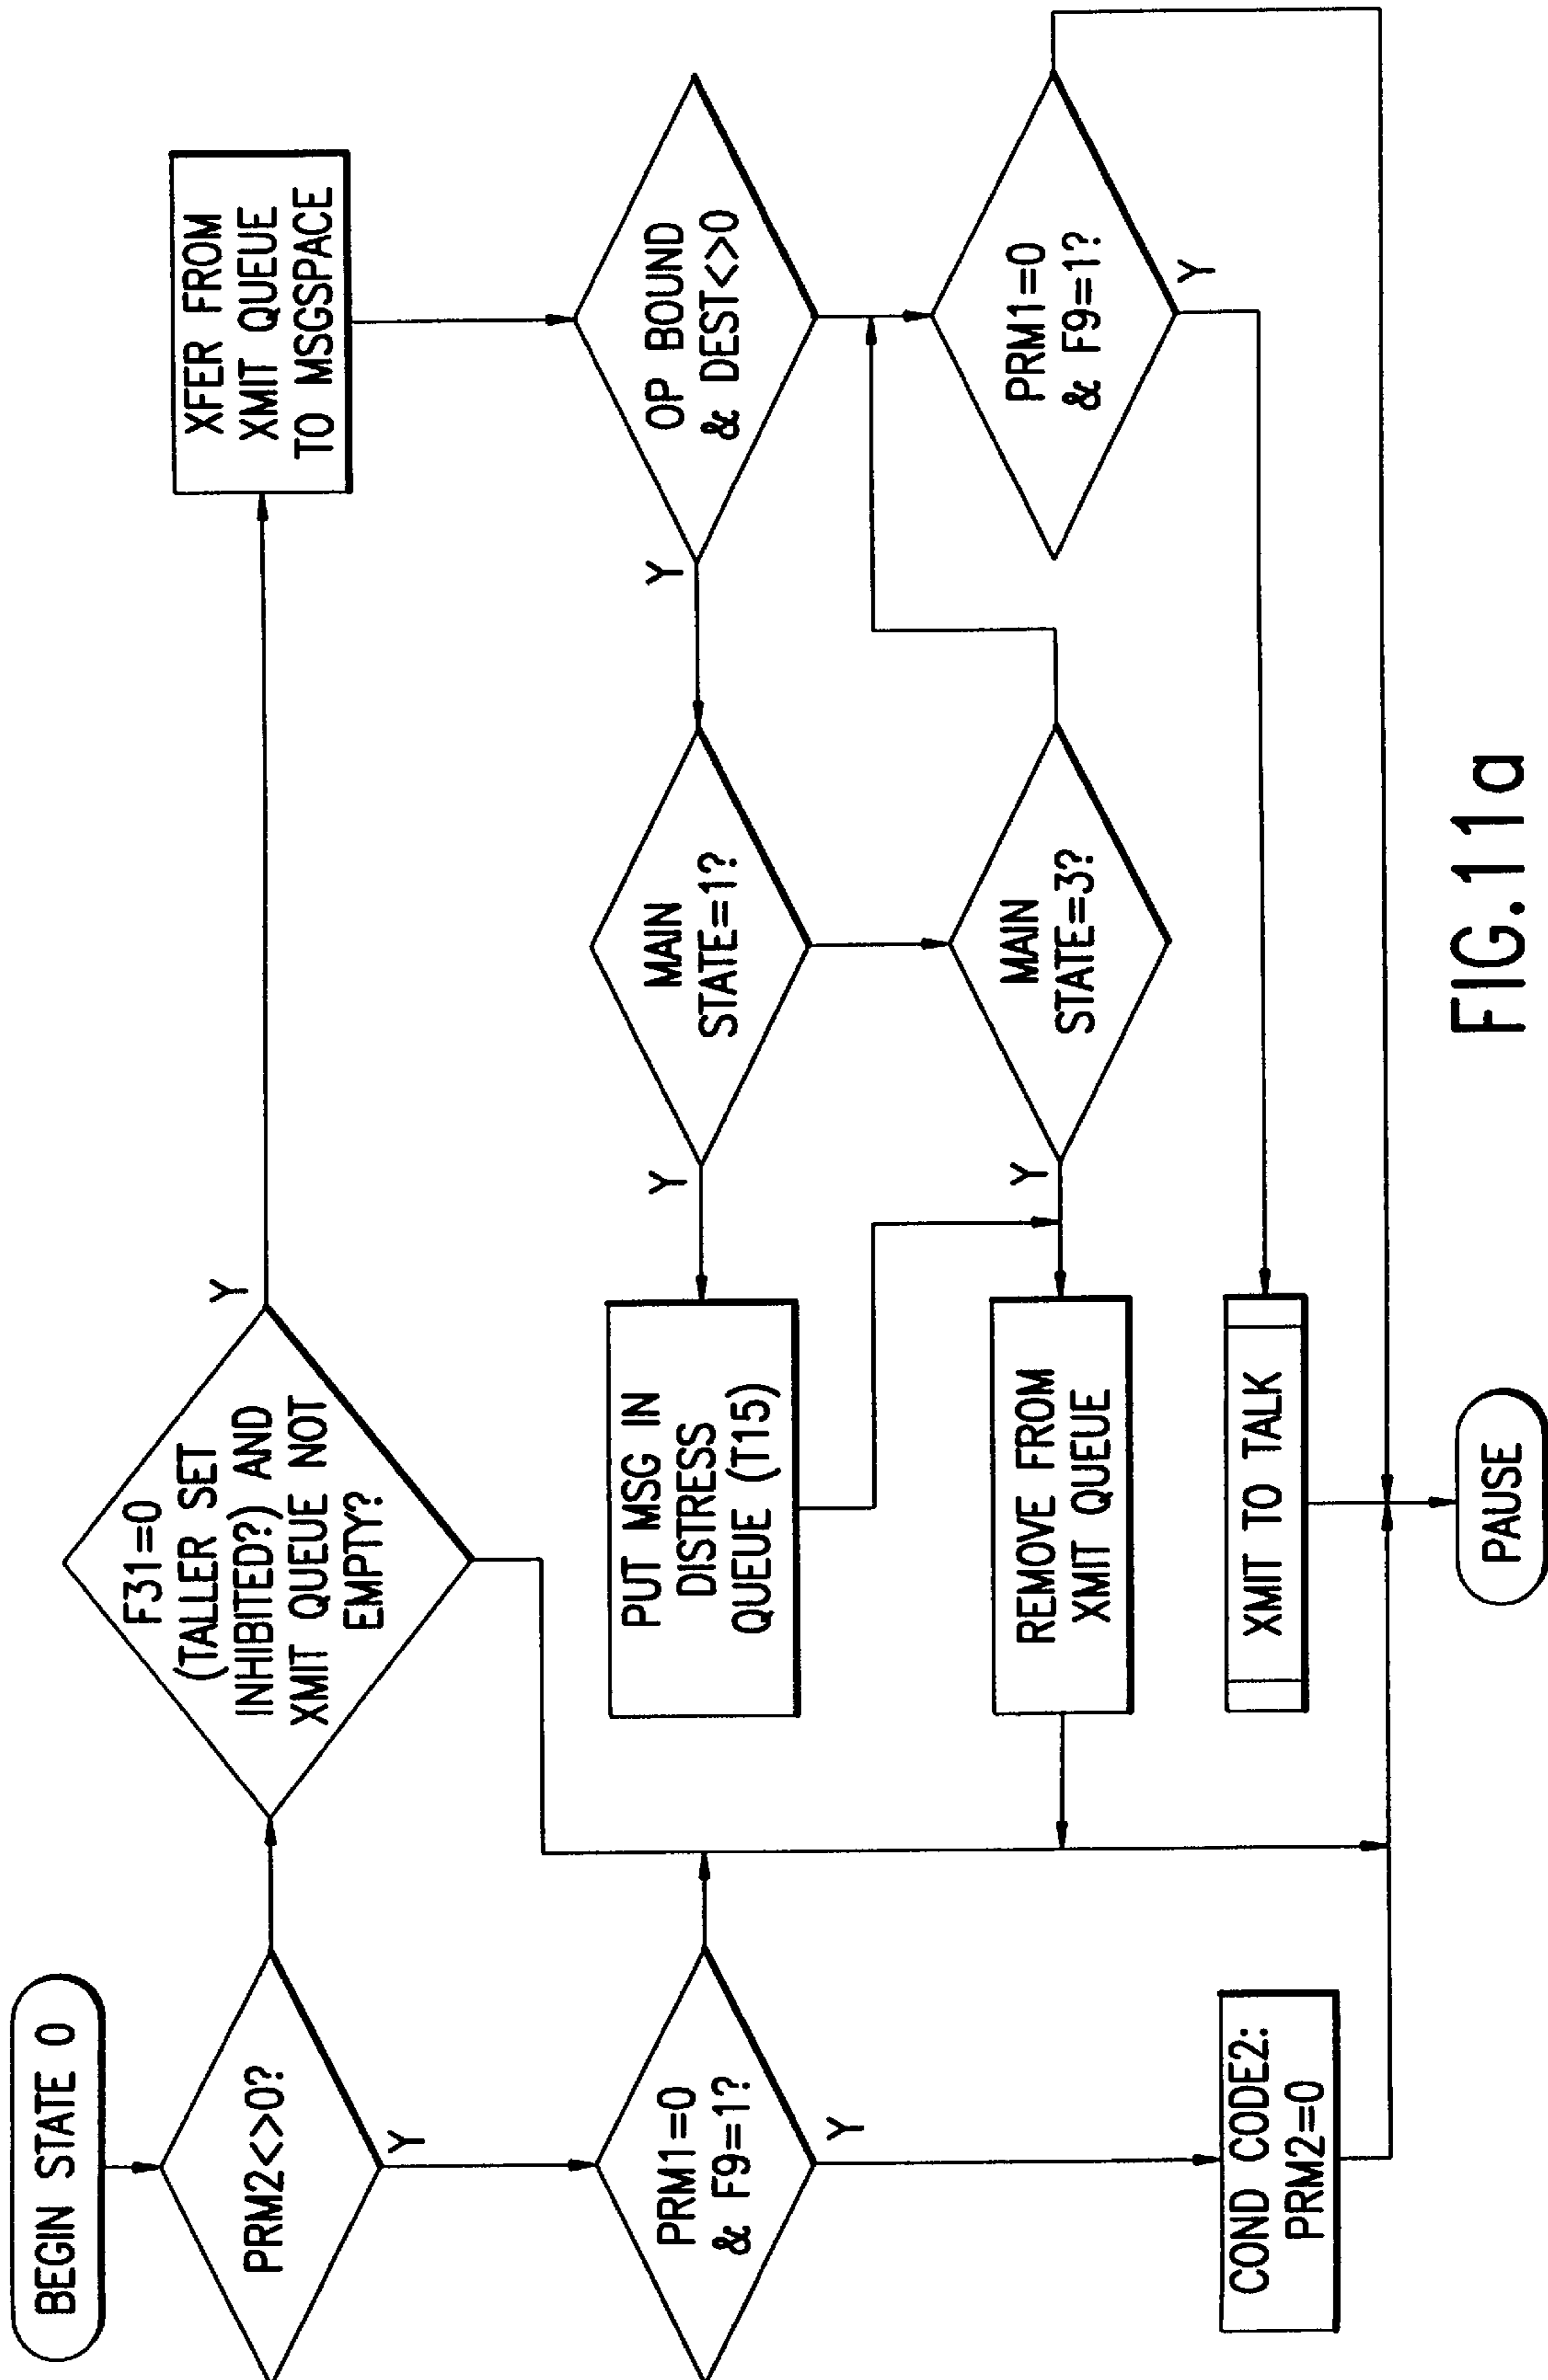 BEGIN STATE 0
PRM2<>0?
Y
PRM1=0
& F9=1?
Y
COND CODE2:
PRM2=0
F31=0
(TALLER SET
INHIBITED?) AND
XMIT QUEUE NOT
EMPTY?
Y
XFER FROM
XMIT QUEUE
TO MSGSPACE
OP BOUND
& DEST<>0
Y
MAIN
STATE=1?
Y
PUT MSG IN
DISTRESS
QUEUE (T15)
MAIN
STATE=3?
Y
REMOVE FROM
XMIT QUEUE
PRM1=0
& F9=1?
Y
XMIT TO TALK
PAUSE
FIG.11a